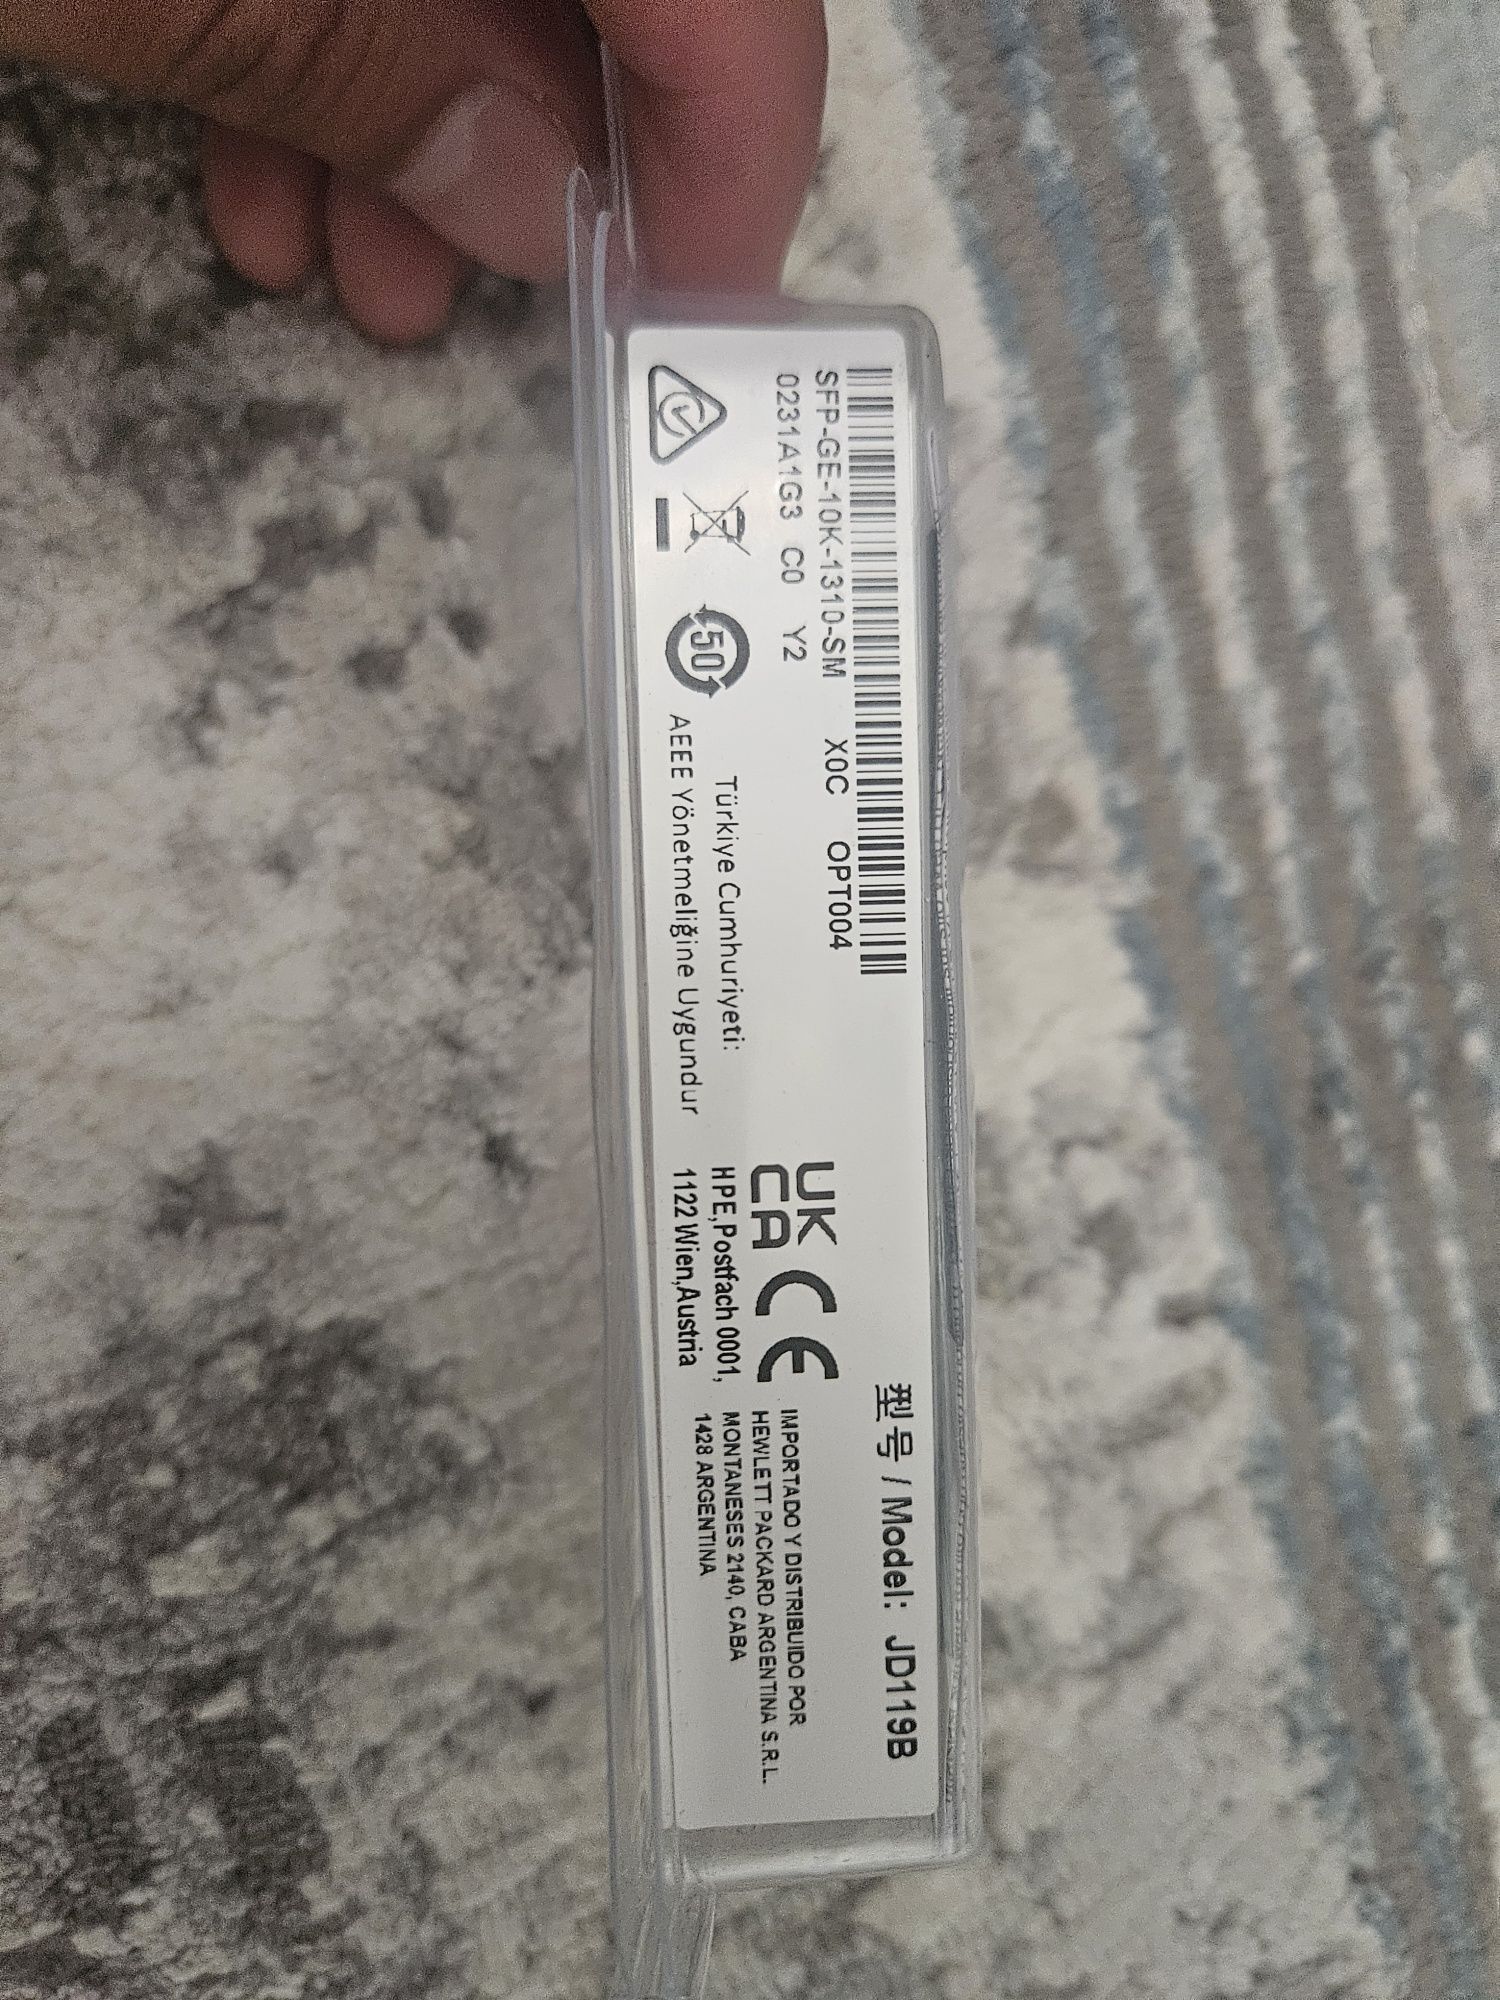 型号 / Model: JD119B
SFP-GE-10K-1310-SM X0C OPT004
0231A1G3 C0 Y2
50
Türkiye Cumhuriyeti:
AEEE Yönetmeliğine Uygundur
UK
CA
CE
HPE,Postfach 0001,
1122 Wien,Austria
IMPORTADO Y DISTRIBUIDO POR
HEWLETT PACKARD ARGENTINA S.R.L.
MONTANESES 2140, CABA
1428 ARGENTINA